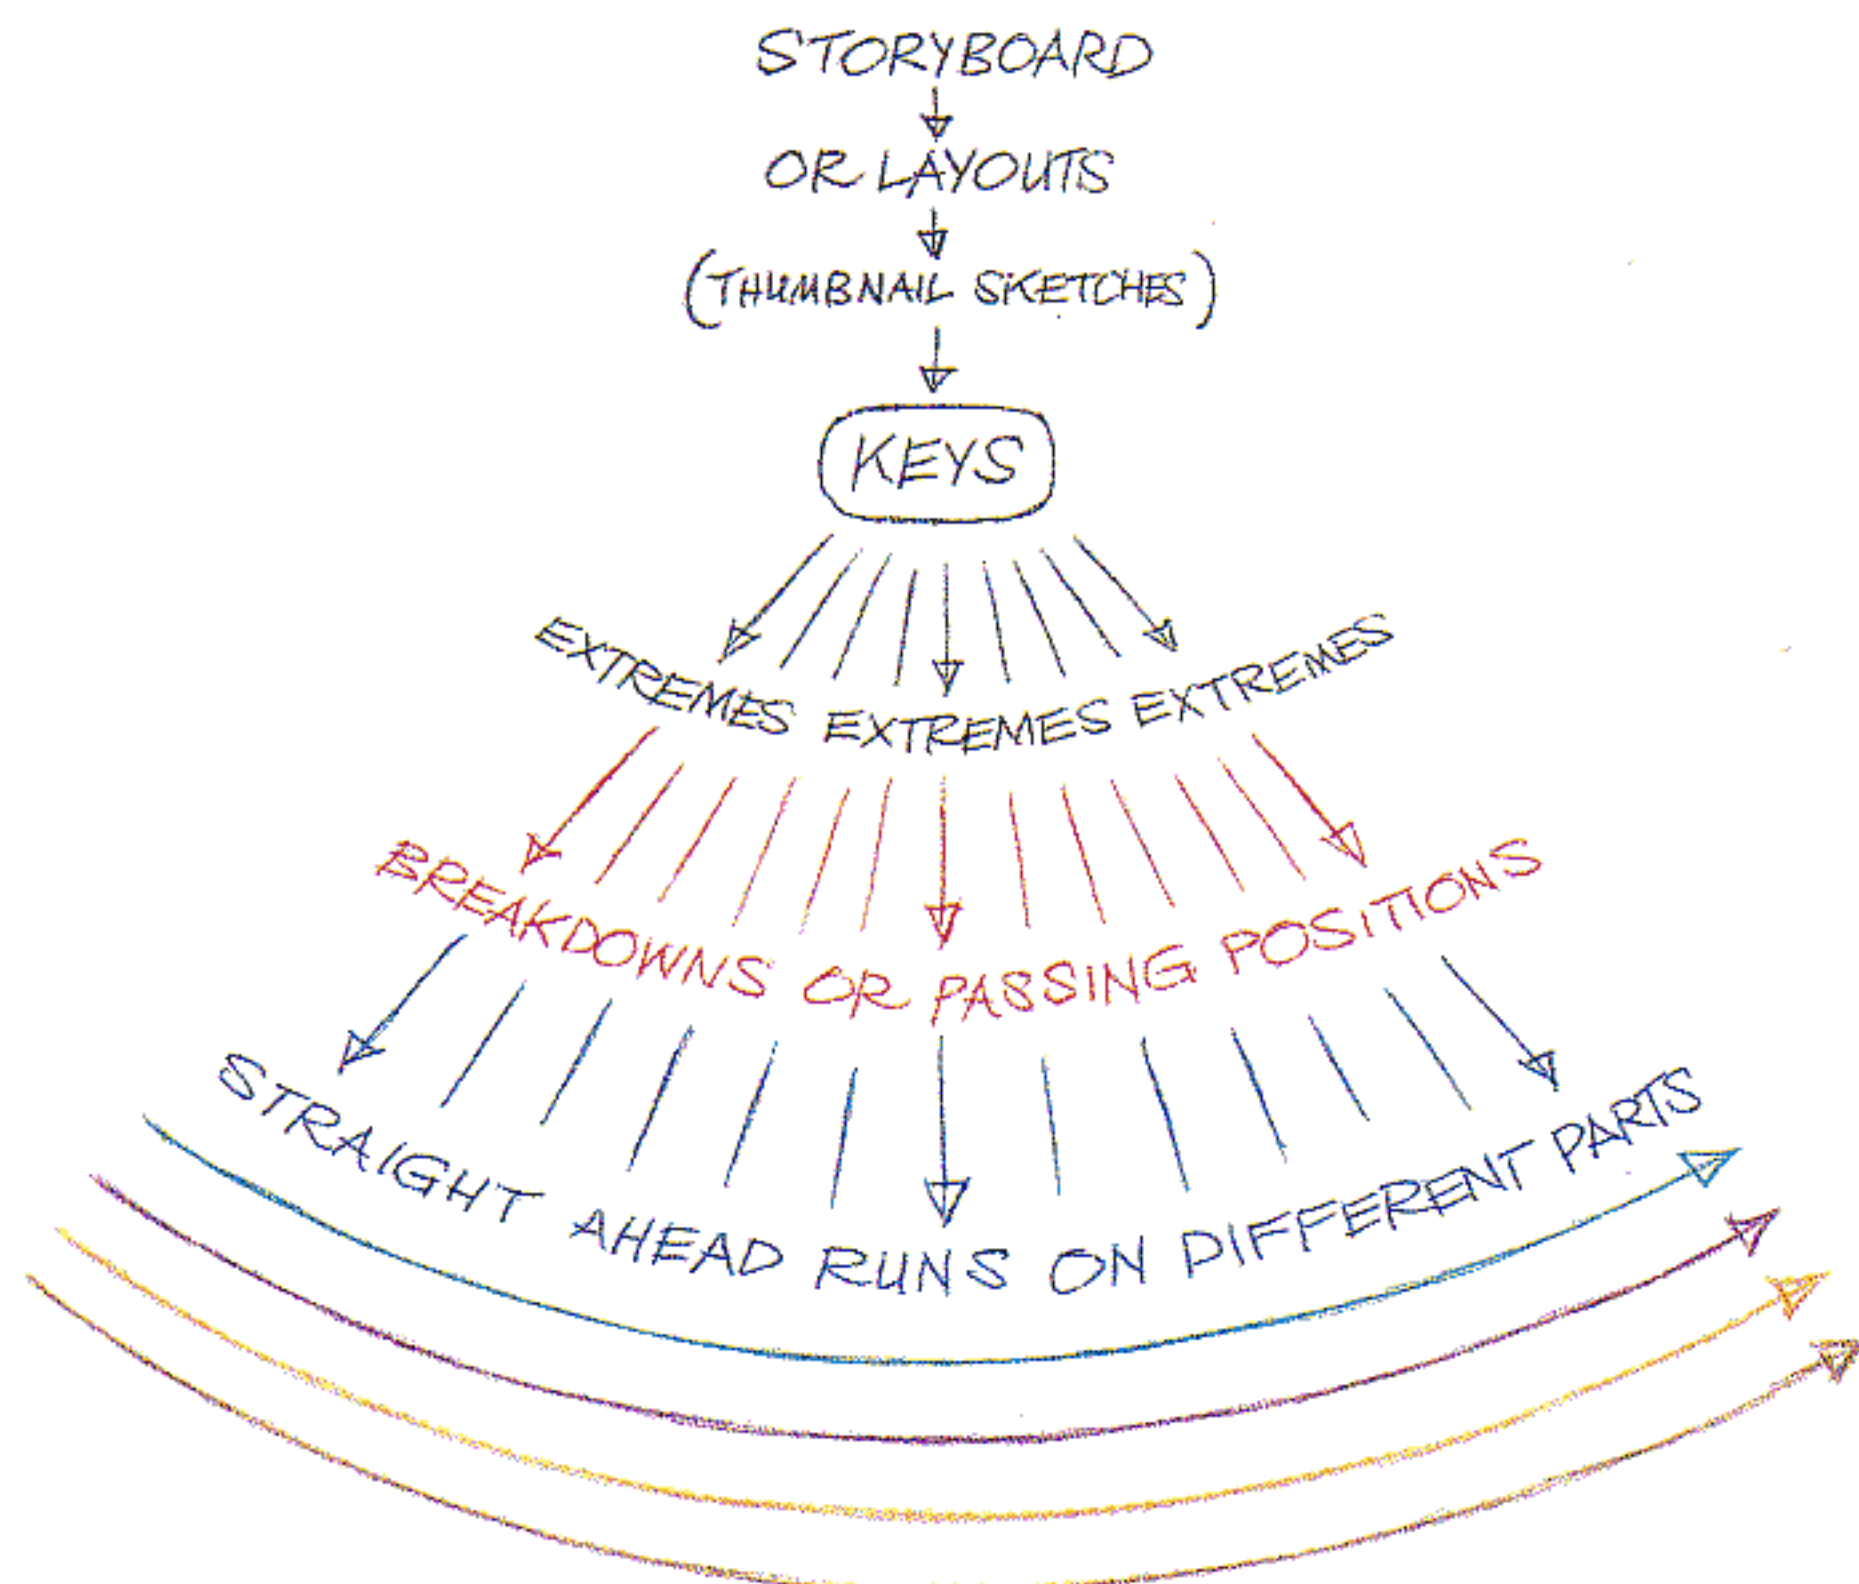 STORYBOARD
OR LAYOUTS
(THUMBNAIL SKETCHES)
KEYS
EXTREMES EXTREMES EXTREMES
BREAKDOWNS OR PASSING POSITIONS
STRAIGHT AHEAD RUNS ON DIFFERENT PARTS